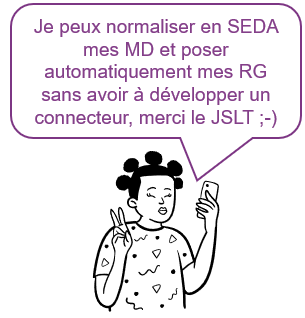 Je peux normaliser en SEDA
mes MD et poser
automatiquement mes RG
sans avoir à développer un
connecteur, merci le JSLT ;-)